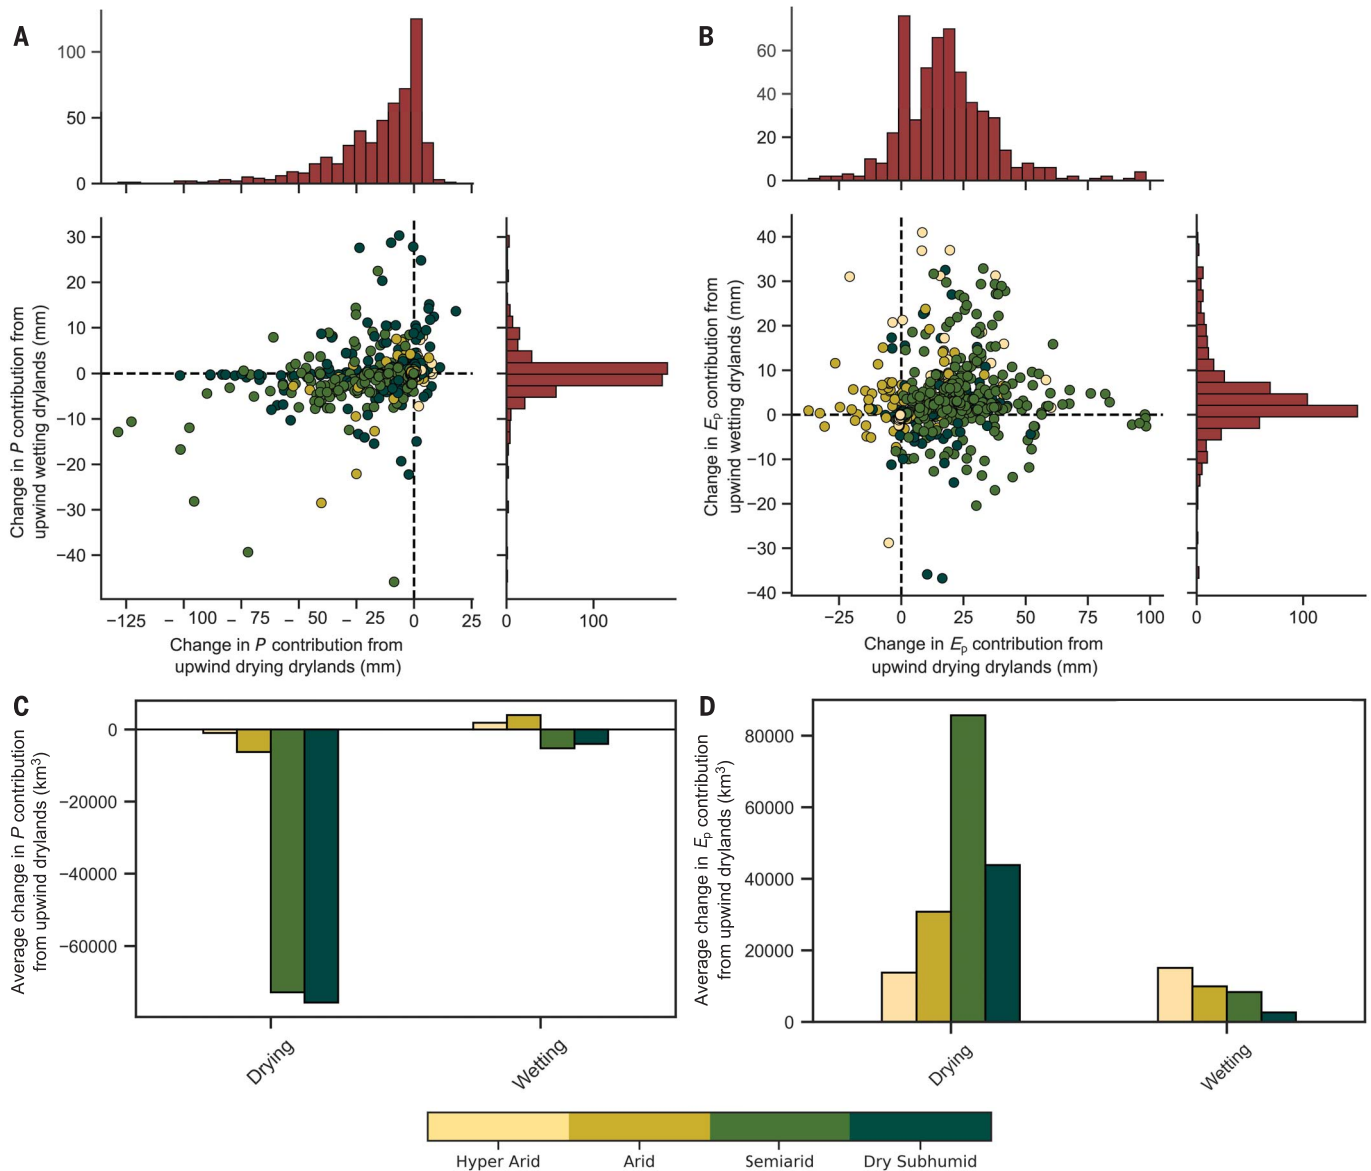 A
B
100
50
0
60
40
20
0
30
20
10
0
−10
−20
−30
−40
Change in P contribution from
upwind wetting drylands (mm)
−125
− 100
− 75
− 50
− 25
0
25
Change in P contribution from
upwind drying drylands (mm)
0
100
40
30
20
10
0
−10
−20
−30
−40
Change in Ep contribution from
upwind wetting drylands (mm)
−25
0
25
50
75
100
Change in Ep contribution from
upwind drying drylands (mm)
0
100
C
0
−20000
−40000
−60000
Average change in P contribution
from upwind drylands (km3)
Drying
Wetting
D
80000
60000
40000
20000
0
Average change in Ep contribution
from upwind drylands (km3)
Drying
Wetting
Hyper Arid
Arid
Semiarid
Dry Subhumid